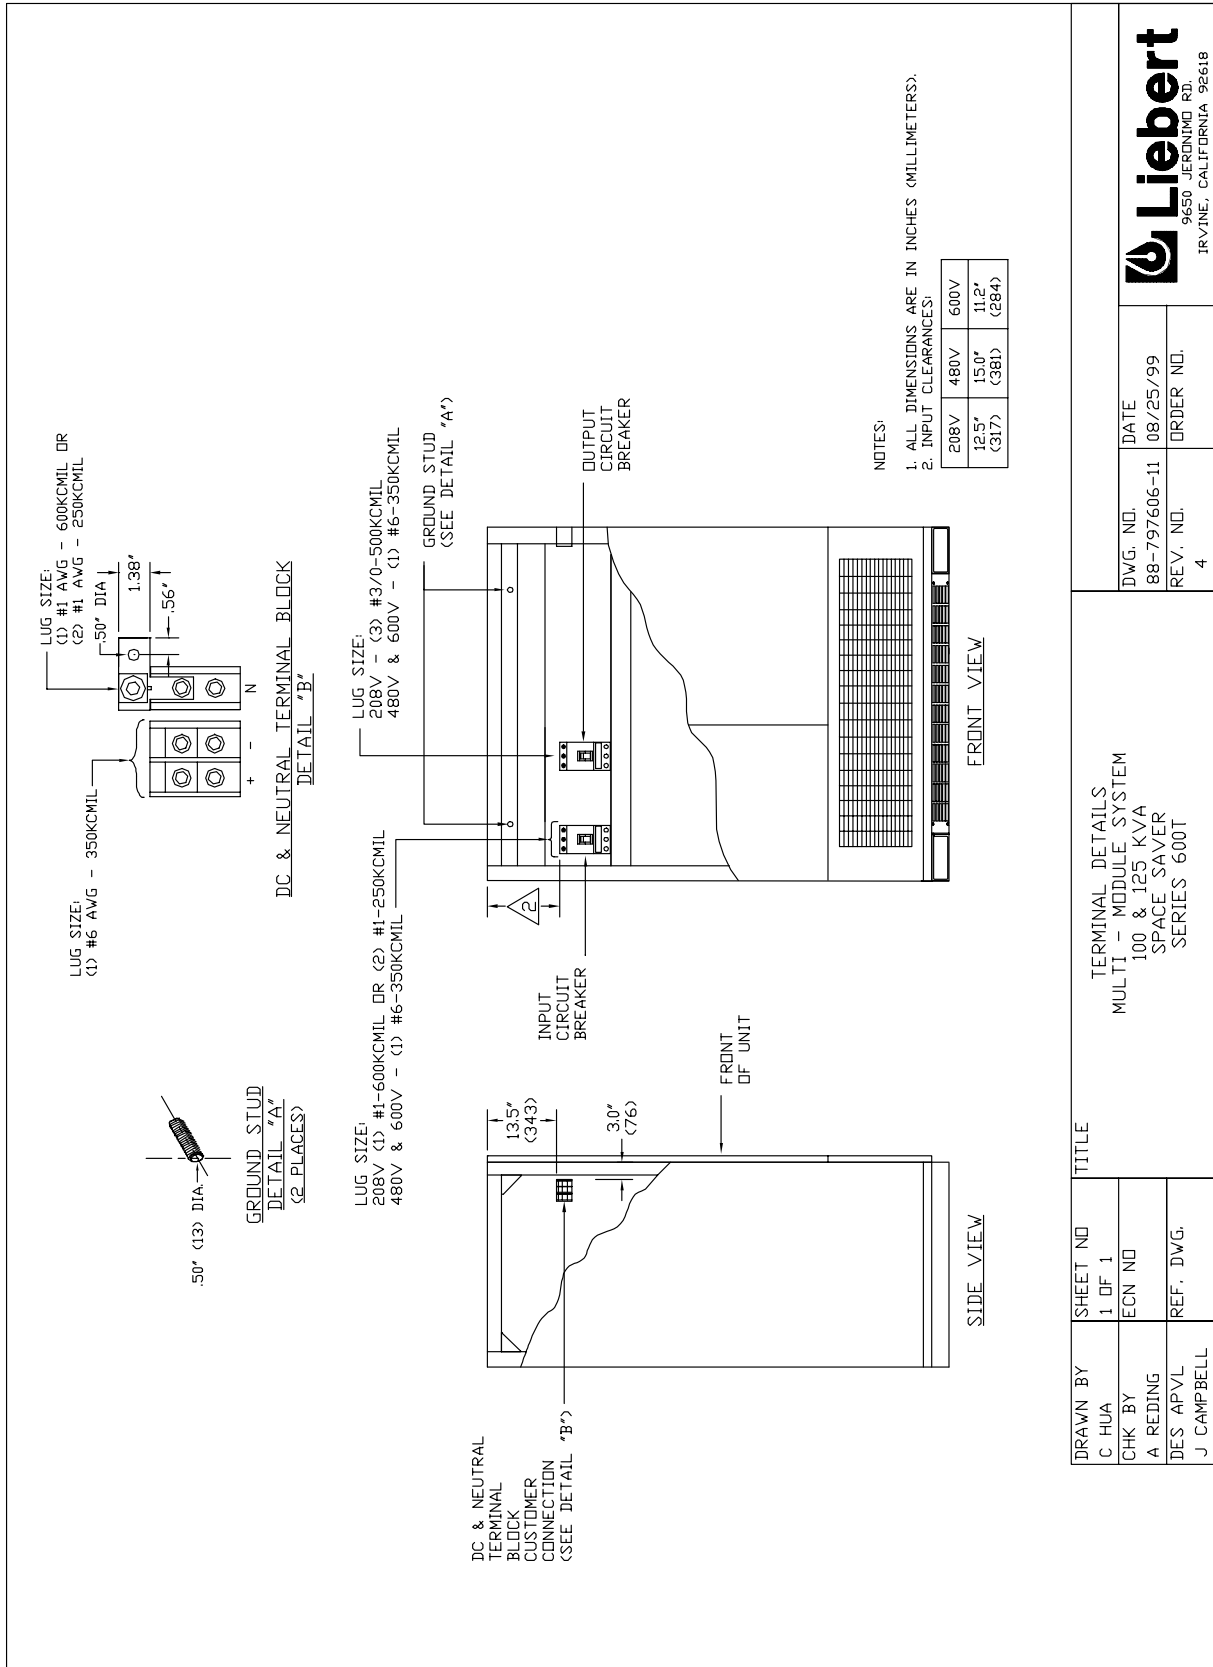 LUG SIZE:
(1) #6 AWG - 350KCMIL
LUG SIZE:
(1) #1 AWG - 600KCMIL OR
(2) #1 AWG - 250KCMIL
.50" DIA
1.38"
.56"
+ - N
DC & NEUTRAL TERMINAL BLOCK
DETAIL "B"
.50" (13) DIA.
GROUND STUD
DETAIL "A"
(2 PLACES)
LUG SIZE:
208V (1) #1-600KCMIL OR (2) #1-250KCMIL
480V & 600V - (1) #6-350KCMIL
LUG SIZE:
208V - (3) #3/0-500KCMIL
480V & 600V - (1) #6-350KCMIL
GROUND STUD
(SEE DETAIL "A")
DC & NEUTRAL
TERMINAL
BLOCK
CUSTOMER
CONNECTION
(SEE DETAIL "B")
13.5"
(343)
3.0"
(76)
FRONT
OF UNIT
SIDE VIEW
2
INPUT
CIRCUIT
BREAKER
OUTPUT
CIRCUIT
BREAKER
FRONT VIEW
NOTES:
1. ALL DIMENSIONS ARE IN INCHES (MILLIMETERS).
2. INPUT CLEARANCES:
208V 480V 600V
12.5" 15.0" 11.2"
(317) (381) (284)
DRAWN BY
C HUA
CHK BY
A REDING
DES APVL
J CAMPBELL
SHEET NO
1 OF 1
ECN NO
REF. DWG.
TITLE
TERMINAL DETAILS
MULTI - MODULE SYSTEM
100 & 125 KVA
SPACE SAVER
SERIES 600T
DWG. NO.
88-797606-11
REV. NO.
4
DATE
08/25/99
ORDER NO.
Liebert
9650 JERONIMO RD.
IRVINE, CALIFORNIA 92618